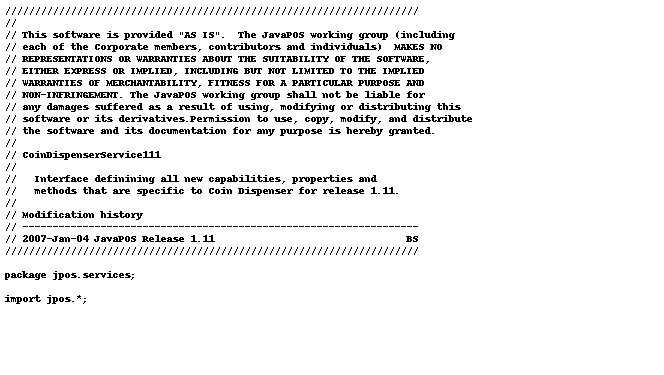 //////////////////////////////////////////////////////////////////////
//
// This software is provided "AS IS".  The JavaPOS working group (including
// each of the Corporate members, contributors and individuals)  MAKES NO
// REPRESENTATIONS OR WARRANTIES ABOUT THE SUITABILITY OF THE SOFTWARE,
// EITHER EXPRESS OR IMPLIED, INCLUDING BUT NOT LIMITED TO THE IMPLIED
// WARRANTIES OF MERCHANTABILITY, FITNESS FOR A PARTICULAR PURPOSE AND
// NON-INFRINGEMENT. The JavaPOS working group shall not be liable for
// any damages suffered as a result of using, modifying or distributing this
// software or its derivatives.Permission to use, copy, modify, and distribute
// the software and its documentation for any purpose is hereby granted.
//
// CoinDispenserService111
//
//   Interface definining all new capabilities, properties and
//   methods that are specific to Coin Dispenser for release 1.11.
//
// Modification history
// ------------------------------------------------------------------
// 2007-Jan-04 JavaPOS Release 1.11                                BS
//////////////////////////////////////////////////////////////////////
package jpos.services;
import jpos.*;